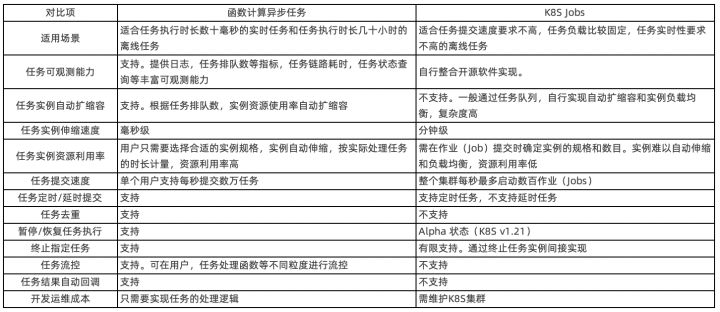 对比项 函数计算异步任务 K8S Jobs
适用场景 适合任务执行时长数十毫秒的实时任务和任务执行时长几十小时的 适合任务提交速度要求不高，任务负载比较固定，任务实时性要求
离线任务 不高的离线任务
任务可观测能力 支持。提供日志，任务排队数等指标，任务链路耗时，任务状态查 自行整合开源软件实现。
询等丰富可观测能力
任务实例自动扩缩容 支持。根据任务排队数，实例资源使用率自动扩缩容 不支持。一般通过任务队列，自行实现自动扩缩容和实例负载均
衡，复杂度高
任务实例伸缩速度 毫秒级 分钟级
任务实例资源利用率 用户只需要选择合适的实例规格，实例自动伸缩，按实际处理任务 需在作业（Job）提交时确定实例的规格和数目。实例难以自动伸缩
的时长计量，资源利用率高 和负载均衡，资源利用率低
任务提交速度 单个用户支持每秒提交数万任务 整个集群每秒最多启动数百作业（Jobs）
任务定时/延时提交 支持 支持定时任务，不支持延时任务
任务去重 支持 不支持
暂停/恢复任务执行 支持 Alpha 状态（K8S v1.21）
终止指定任务 支持 有限支持。通过终止任务实例间接实现
任务流控 支持。可在用户，任务处理函数等不同粒度进行流控 不支持
任务结果自动回调 支持 不支持
开发运维成本 只需要实现任务的处理逻辑 需维护K8S集群